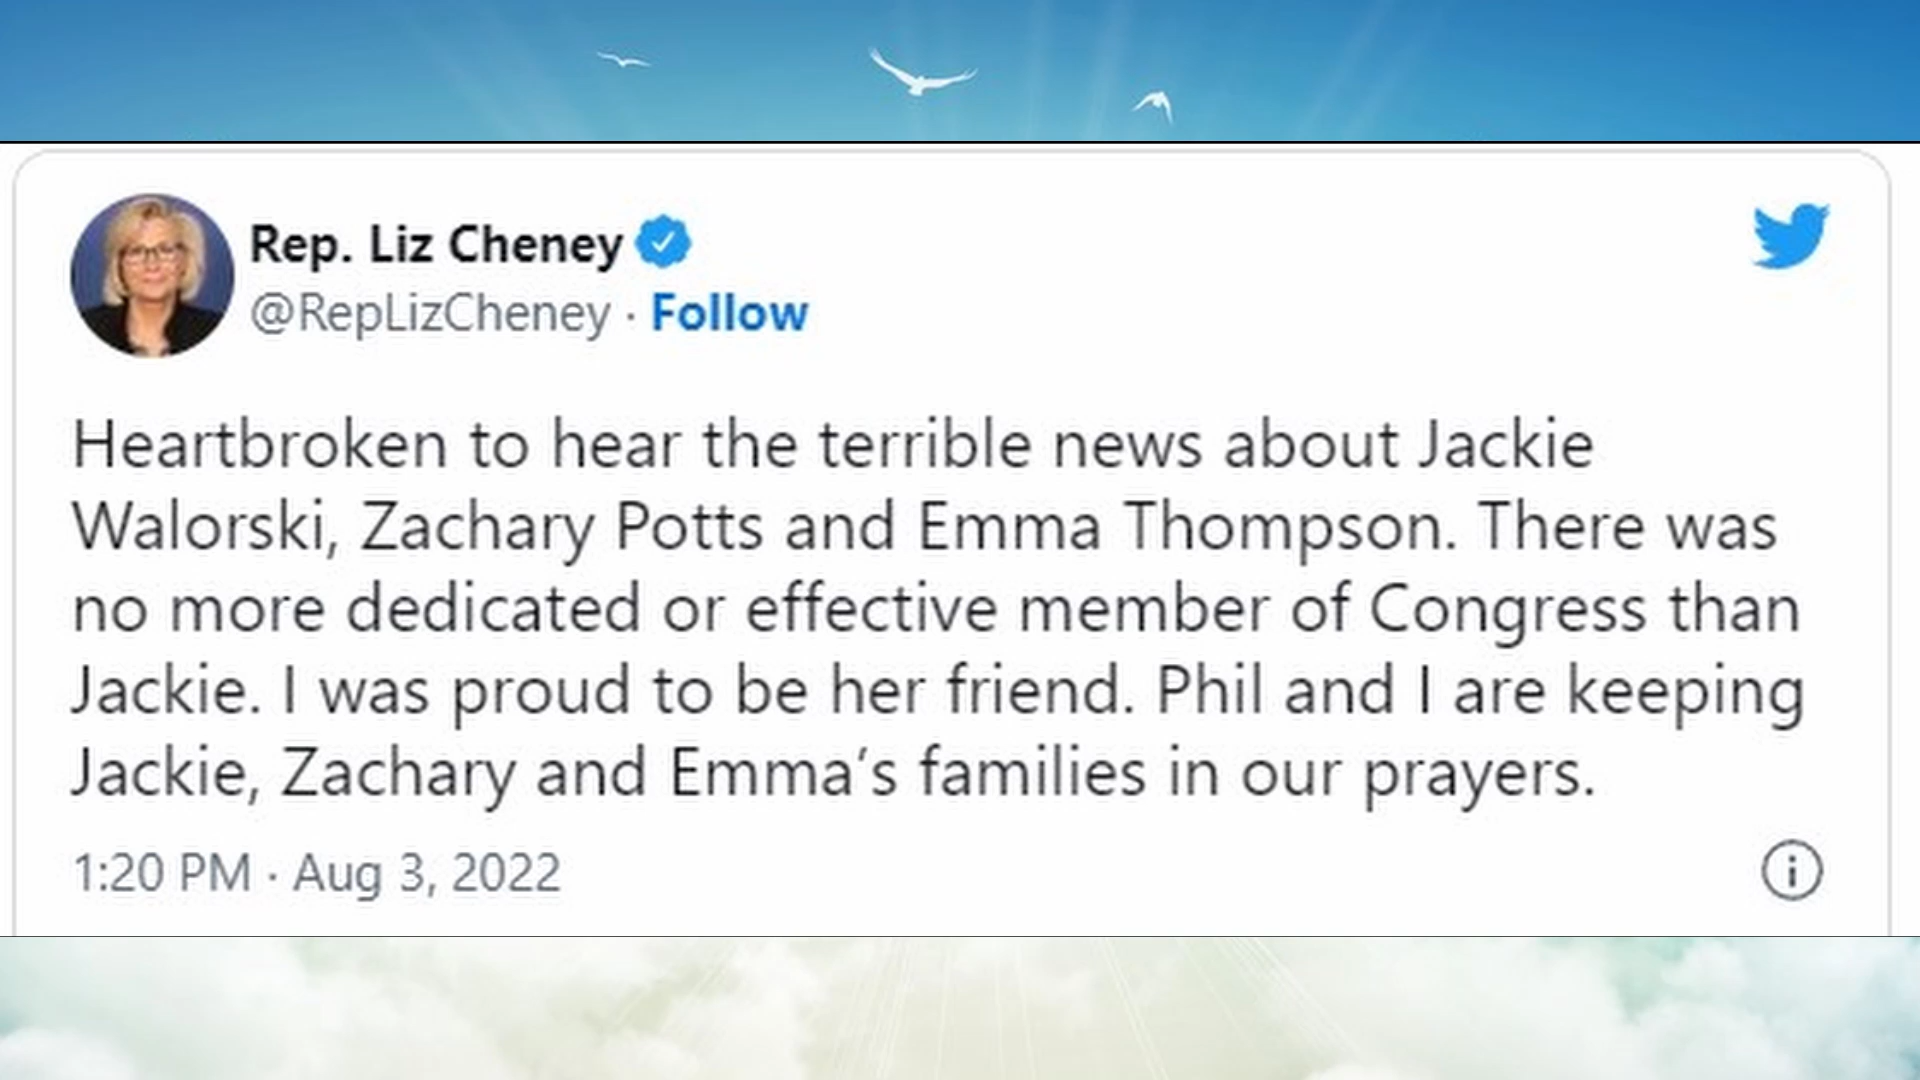 Rep. Liz Cheney
@RepLizCheney · Follow
Heartbroken to hear the terrible news about Jackie
Walorski, Zachary Potts and Emma Thompson. There was
no more dedicated or effective member of Congress than
Jackie. I was proud to be her friend. Phil and I are keeping
Jackie, Zachary and Emma’s families in our prayers.
1:20 PM · Aug 3, 2022